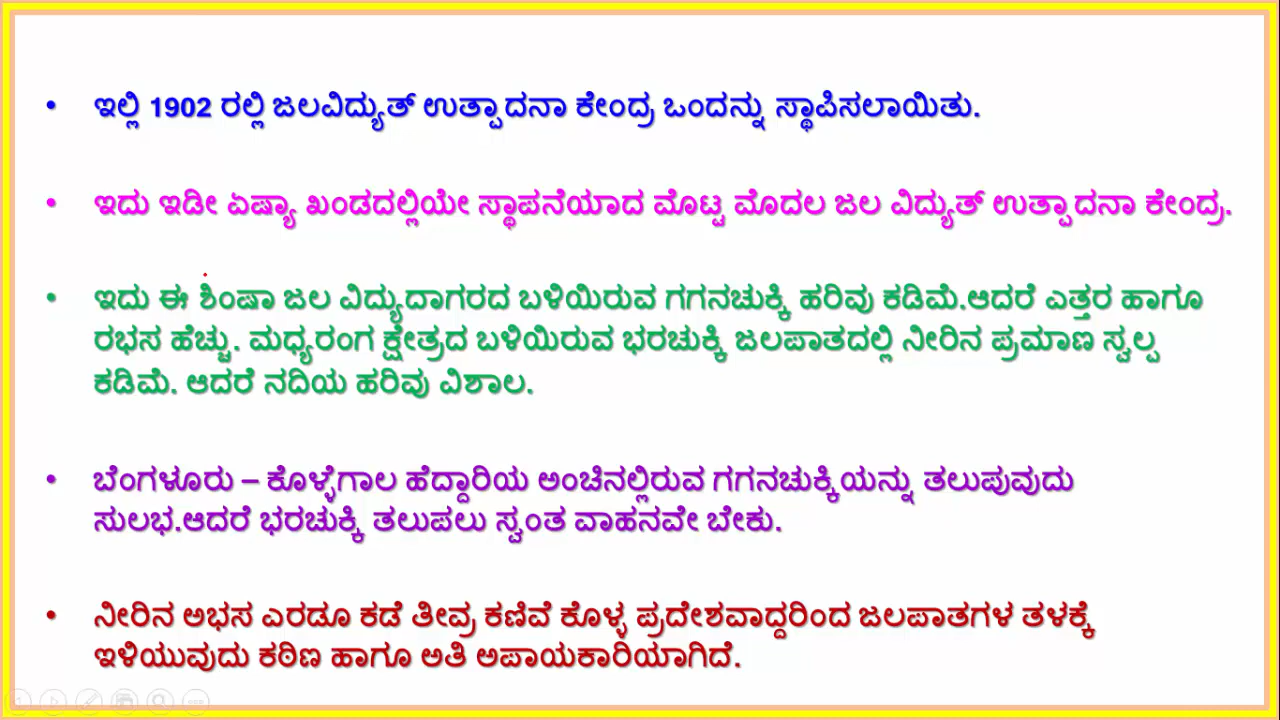 • ಇಲ್ಲಿ 1902 ರಲ್ಲಿ ಜಲವಿದ್ಯುತ್ ಉತ್ಪಾದನಾ ಕೇಂದ್ರ ಒಂದನ್ನು ಸ್ಥಾಪಿಸಲಾಯಿತು.
• ಇದು ಇಡೀ ಏಷ್ಯಾ ಖಂಡದಲ್ಲಿಯೇ ಸ್ಥಾಪನೆಯಾದ ಮೊಟ್ಟ ಮೊದಲ ಜಲ ವಿದ್ಯುತ್ ಉತ್ಪಾದನಾ ಕೇಂದ್ರ.
• ಇದು ಈ ಶಿಂಷಾ ಜಲ ವಿದ್ಯುದಾಗರದ ಬಳಿಯಿರುವ ಗಗನಚುಕ್ಕಿ ಹರಿವು ಕಡಿಮೆ.ಆದರೆ ಎತ್ತರ ಹಾಗೂ
ರಭಸ ಹೆಚ್ಚು. ಮಧ್ಯರಂಗ ಕ್ಷೇತ್ರದ ಬಳಿಯಿರುವ ಭರಚುಕ್ಕಿ ಜಲಪಾತದಲ್ಲಿ ನೀರಿನ ಪ್ರಮಾಣ ಸ್ವಲ್ಪ
ಕಡಿಮೆ. ಆದರೆ ನದಿಯ ಹರಿವು ವಿಶಾಲ.
• ಬೆಂಗಳೂರು – ಕೊಳ್ಳೆಗಾಲ ಹೆದ್ದಾರಿಯ ಅಂಚಿನಲ್ಲಿರುವ ಗಗನಚುಕ್ಕಿಯನ್ನು ತಲುಪುವುದು
ಸುಲಭ.ಆದರೆ ಭರಚುಕ್ಕಿ ತಲುಪಲು ಸ್ವಂತ ವಾಹನವೇ ಬೇಕು.
• ನೀರಿನ ಅಭಸ ಎರಡೂ ಕಡೆ ತೀವ್ರ ಕಣಿವೆ ಕೊಳ್ಳ ಪ್ರದೇಶವಾದ್ದರಿಂದ ಜಲಪಾತಗಳ ತಳಕ್ಕೆ
ಇಳಿಯುವುದು ಕಠಿಣ ಹಾಗೂ ಅತಿ ಅಪಾಯಕಾರಿಯಾಗಿದೆ.